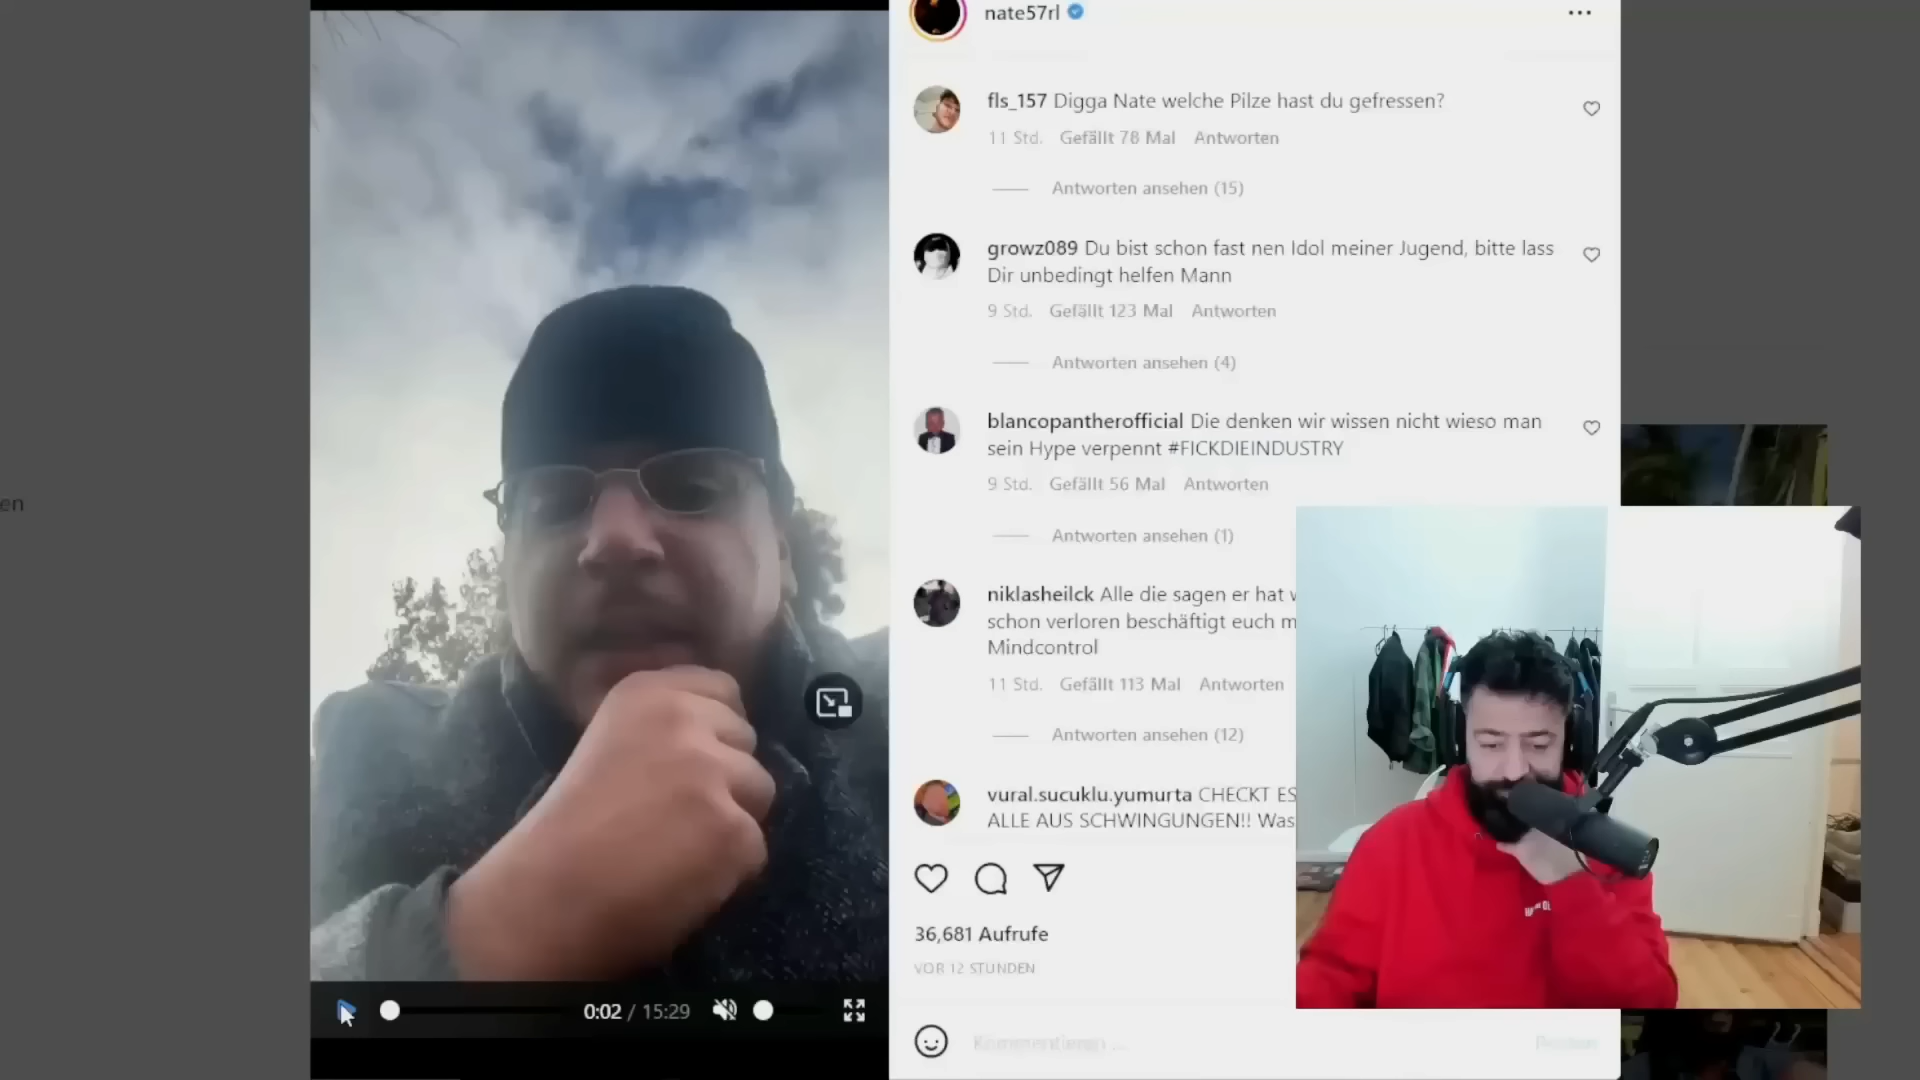 nate57rl
fls_157 Digga Nate welche Pilze hast du gefressen?
11 Std. Gefällt 78 Mal Antworten
Antworten ansehen (15)
growz089 Du bist schon fast nen Idol meiner Jugend, bitte lass
Dir unbedingt helfen Mann
9 Std. Gefällt 123 Mal Antworten
Antworten ansehen (4)
blancopantherofficial Die denken wir wissen nicht wieso man
sein Hype verpennt #FICKDIEINDUSTRY
9 Std. Gefällt 56 Mal Antworten
Antworten ansehen (1)
niklasheilck Alle die sagen er hat
schon verloren beschäftigt euch
Mindcontrol
11 Std. Gefällt 113 Mal Antworten
Antworten ansehen (12)
vural.sucuklu.yumurta CHECKT ES
ALLE AUS SCHWINGUNGEN!! Was
36,681 Aufrufe
VOR 12 STUNDEN
en
0:02 / 15:29